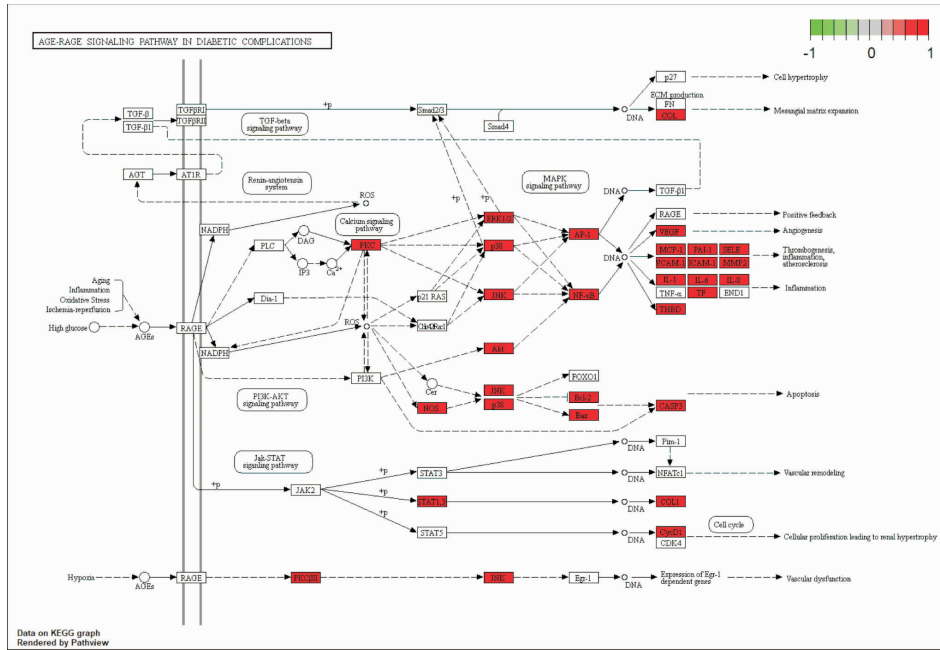 AGE-RAGE SIGNALING PATHWAY IN DIABETIC COMPLICATIONS
-1 0 1
p27
Cell hypertrophy
ECM production
FN
COL
DNA
Mesangial matrix expansion
TGF-β
TGF-β1
TGFβRI
TGFβRII
+p
TGF-beta
signaling pathway
Smad2/3
Smad4
AGT
AT1R
Renin-angiotensin
system
ROS
MAPK
signaling pathway
+p
+p
DNA
TGF-β1
NADPH
Calcium signaling
pathway
PLC
DAG
IP3
Ca2+
PKC
ERK1/2
p38
AP-1
RAGE
Positive feedback
VEGF
Angiogenesis
DNA
MCP-1
PAI-1
SELE
VCAM-1
ICAM-1
MMP2
Thrombogenesis,
inflammation,
atherosclerosis
Aging
Inflammation
Oxidative Stress
Ischemia-reperfusion
High glucose
AGEs
RAGE
Dia-1
p21 RAS
JNK
NF-κB
IL-1
IL-6
IL-8
TNF-α
TF
END1
Inflammation
THBD
ROS
NADPH
Akt
PI3K
PI3K-AKT
signaling pathway
Cer
NOS
JNK
p38
FOXO1
Bcl-2
Bax
CASP3
Apoptosis
Jak-STAT
signaling pathway
+p
JAK2
+p
STAT3
DNA
Pim-1
DNA
NFATc1
Vascular remodeling
+p
STAT1,3
DNA
COL1
+p
STAT5
DNA
CycD1
CDK4
Cell cycle
Cellular proliferation leading to renal hypertrophy
Hypoxia
AGEs
RAGE
PKCβII
JNK
Egr-1
DNA
Expression of Egr-1
dependent genes
Vascular dysfunction
Data on KEGG graph
Rendered by Pathview